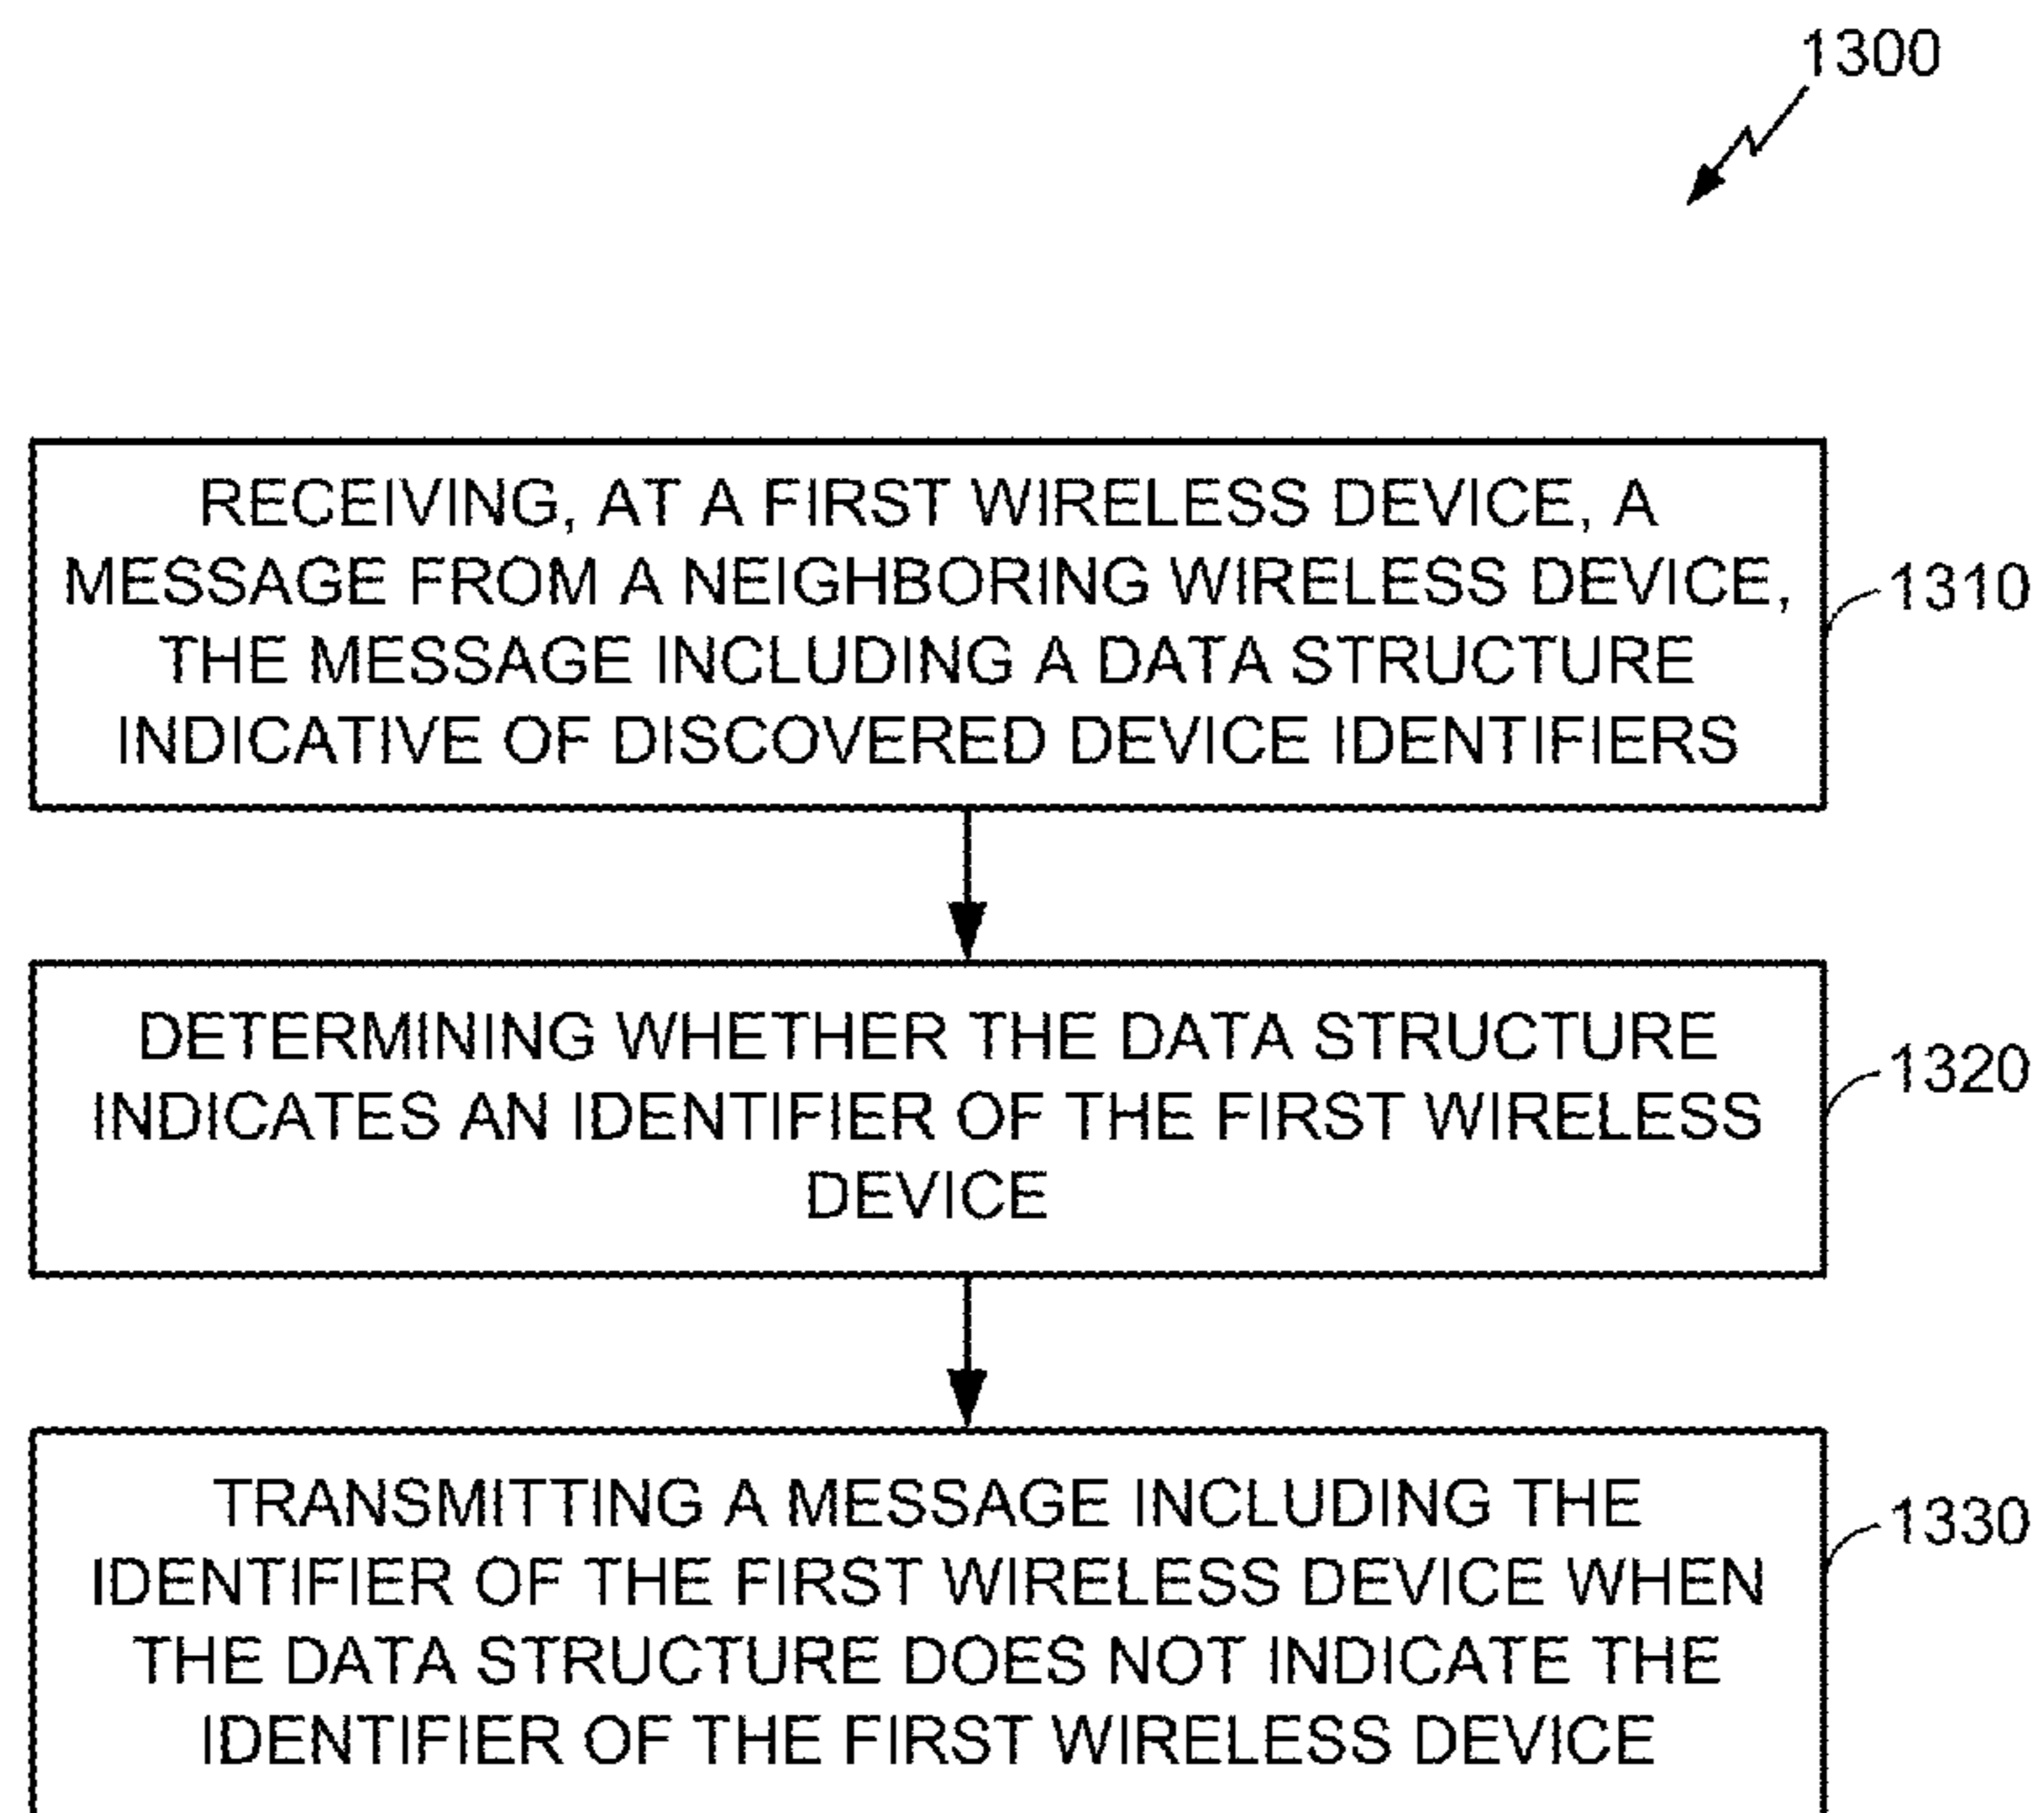 1300
RECEIVING, AT A FIRST WIRELESS DEVICE, A
MESSAGE FROM A NEIGHBORING WIRELESS DEVICE,
THE MESSAGE INCLUDING A DATA STRUCTURE
INDICATIVE OF DISCOVERED DEVICE IDENTIFIERS
1310
DETERMINING WHETHER THE DATA STRUCTURE
INDICATES AN IDENTIFIER OF THE FIRST WIRELESS
DEVICE
1320
TRANSMITTING A MESSAGE INCLUDING THE
IDENTIFIER OF THE FIRST WIRELESS DEVICE WHEN
THE DATA STRUCTURE DOES NOT INDICATE THE
IDENTIFIER OF THE FIRST WIRELESS DEVICE
1330